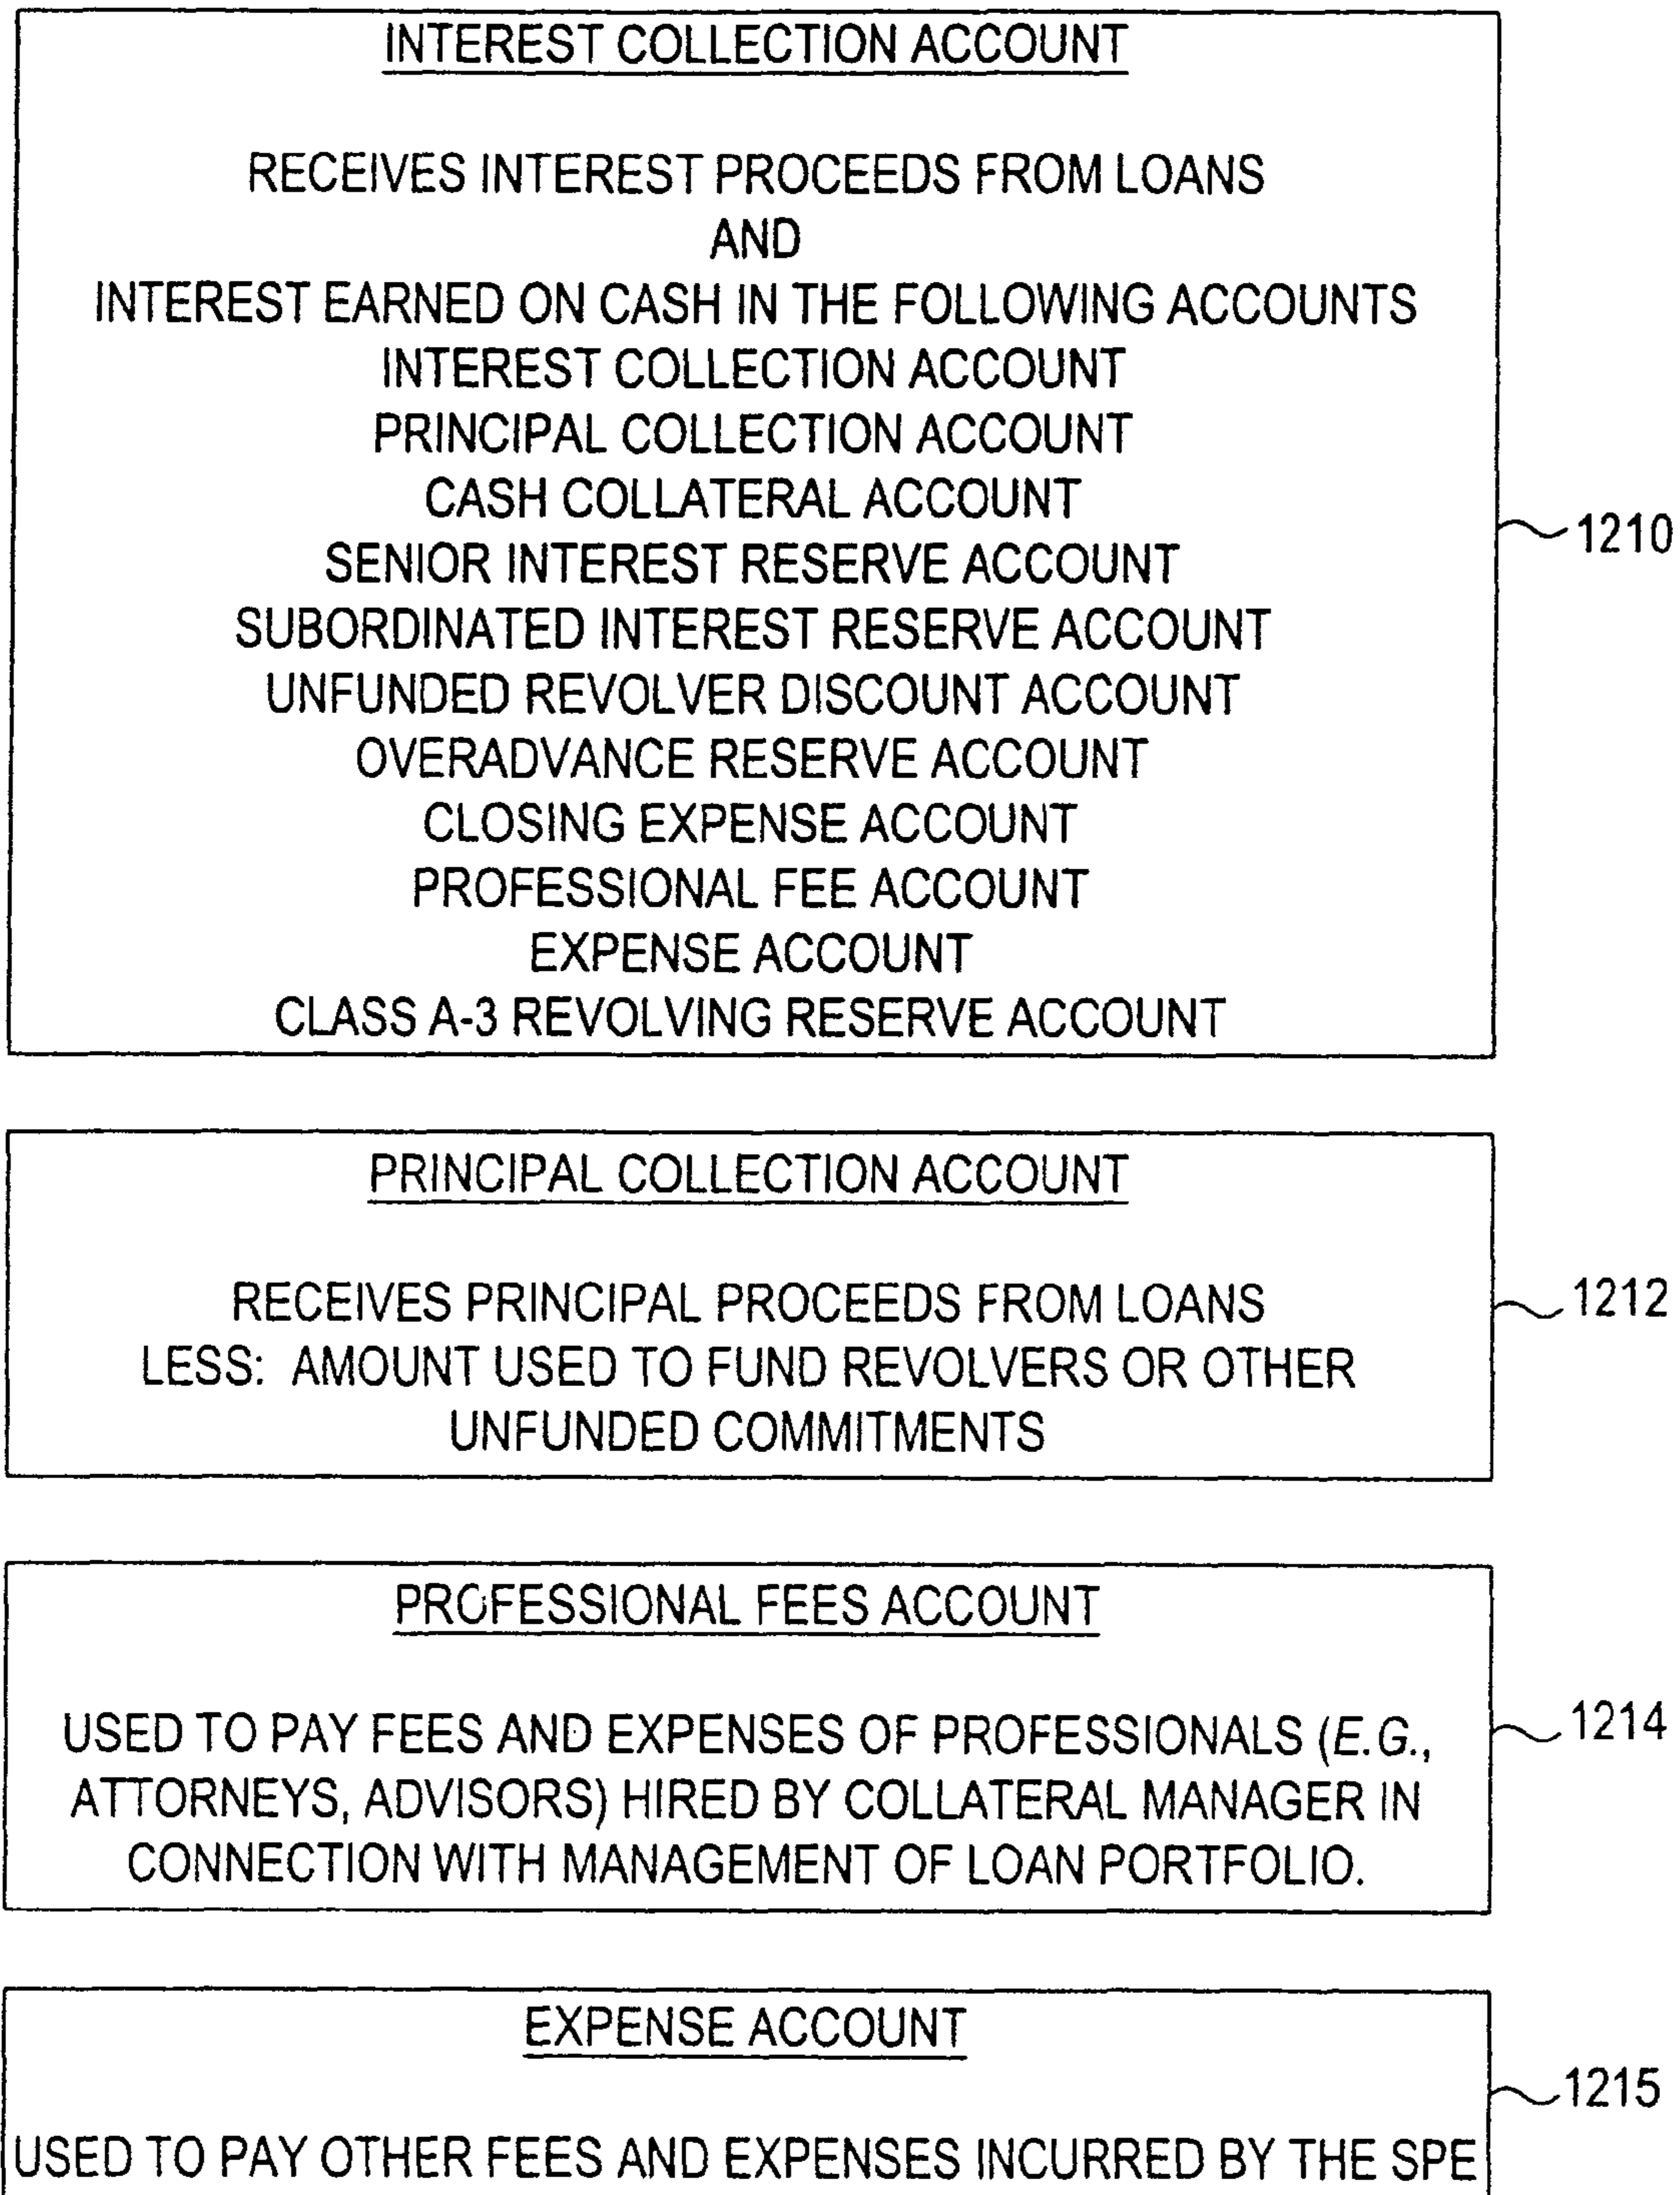 INTEREST COLLECTION ACCOUNT
RECEIVES INTEREST PROCEEDS FROM LOANS
AND
INTEREST EARNED ON CASH IN THE FOLLOWING ACCOUNTS
INTEREST COLLECTION ACCOUNT
PRINCIPAL COLLECTION ACCOUNT
CASH COLLATERAL ACCOUNT
SENIOR INTEREST RESERVE ACCOUNT
SUBORDINATED INTEREST RESERVE ACCOUNT
UNFUNDED REVOLVER DISCOUNT ACCOUNT
OVERADVANCE RESERVE ACCOUNT
CLOSING EXPENSE ACCOUNT
PROFESSIONAL FEE ACCOUNT
EXPENSE ACCOUNT
CLASS A-3 REVOLVING RESERVE ACCOUNT
1210
PRINCIPAL COLLECTION ACCOUNT
RECEIVES PRINCIPAL PROCEEDS FROM LOANS
LESS: AMOUNT USED TO FUND REVOLVERS OR OTHER
UNFUNDED COMMITMENTS
1212
PROFESSIONAL FEES ACCOUNT
USED TO PAY FEES AND EXPENSES OF PROFESSIONALS (E.G.,
ATTORNEYS, ADVISORS) HIRED BY COLLATERAL MANAGER IN
CONNECTION WITH MANAGEMENT OF LOAN PORTFOLIO.
1214
EXPENSE ACCOUNT
USED TO PAY OTHER FEES AND EXPENSES INCURRED BY THE SPE
1215